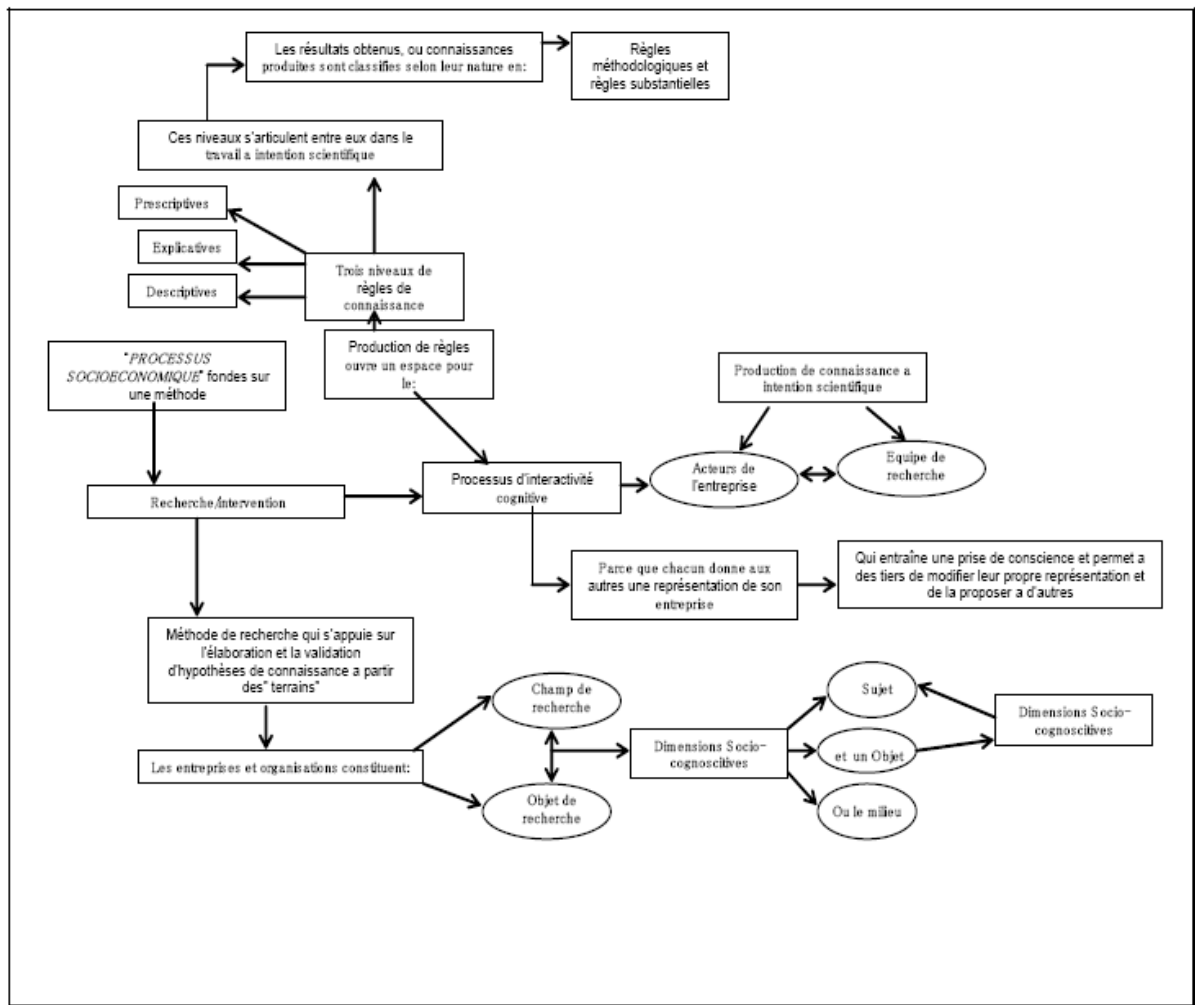 Les résultats obtenus, ou connaissances
produites sont classifies selon leur nature en:
Règles
méthodologiques et
règles substantielles
Ces niveaux s'articulent entre eux dans le
travail a intention scientifique
Prescriptives
Explicatives
Descriptives
Trois niveaux de
règles de
connaissance
"PROCESSUS
SOCIOECONOMIQUE" fondes sur
une méthode
Production de règles
ouvre un espace pour
le:
Production de connaissance a
intention scientifique
Acteurs de
l'entreprise
Equipe de
recherche
Processus d'interactivité
cognitive
Recherche/intervention
Parce que chacun donne aux
autres une représentation de son
entreprise
Qui entraîne une prise de conscience et permet a
des tiers de modifier leur propre représentation et
de la proposer a d'autres
Méthode de recherche qui s'appuie sur
l'élaboration et la validation
d'hypothèses de connaissance a partir
des" terrains"
Champ de
recherche
Sujet
Dimensions Socio-
cognoscitives
Dimensions Socio-
cognoscitives
et un Objet
Les entreprises et organisations constituent:
Objet de
recherche
Ou le milieu